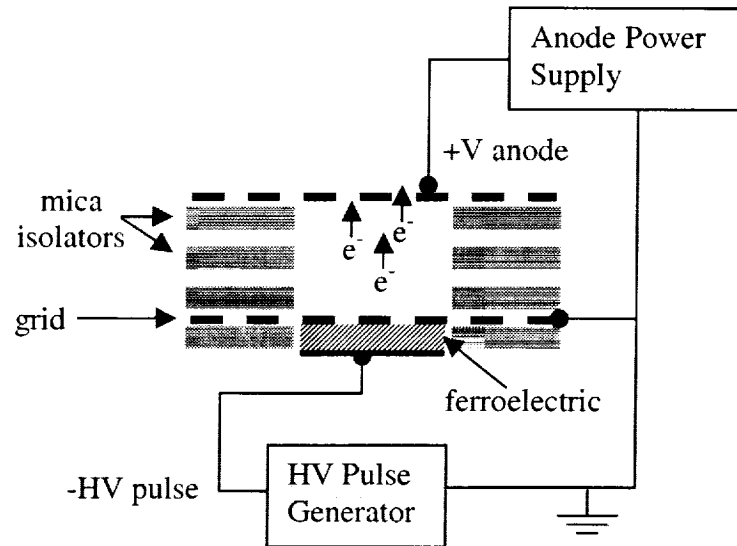 Anode Power
Supply
+V anode
mica
isolators
e-
e-
e-
grid
ferroelectric
-HV pulse
HV Pulse
Generator